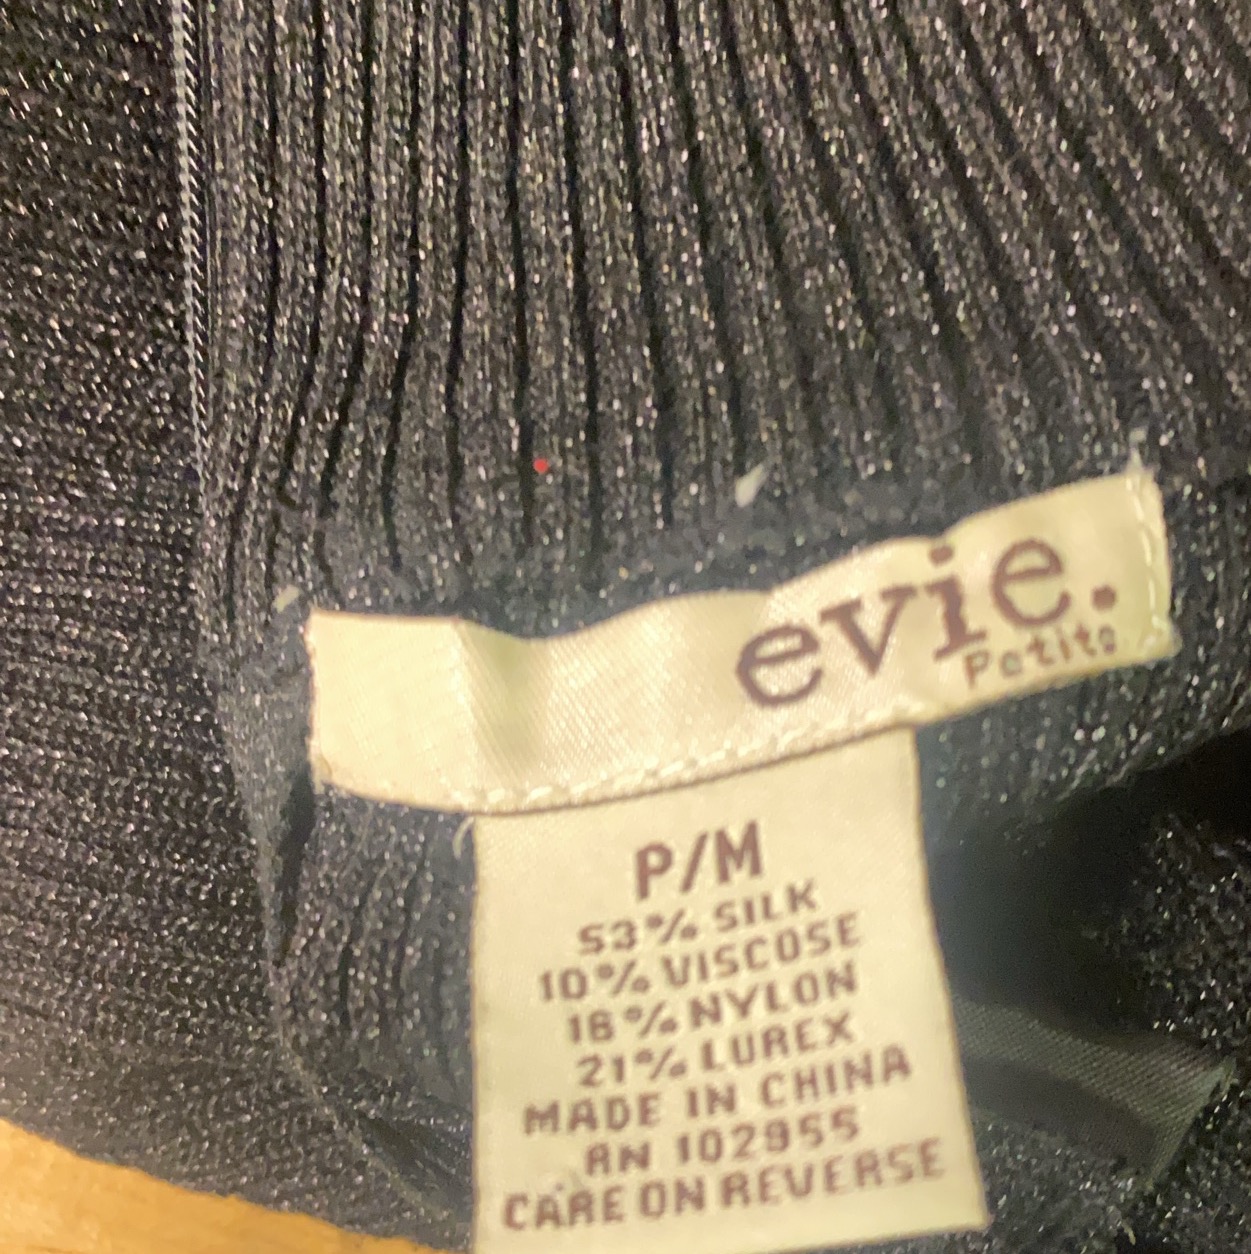 evie.
Petite
P/M
53% SILK
10% VISCOSE
16% NYLON
21% LUREX
MADE IN CHINA
RN 102955
CARE ON REVERSE